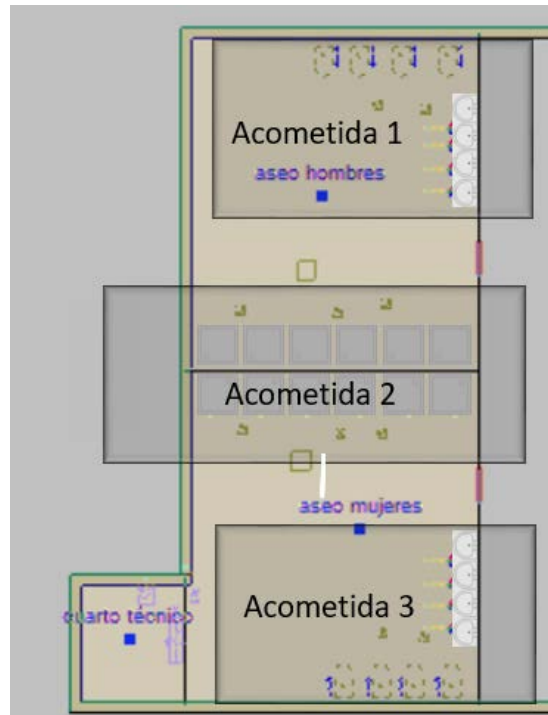 Acometida 1
aseo hombres
Acometida 2
aseo mujeres
Acometida 3
cuarto técnico